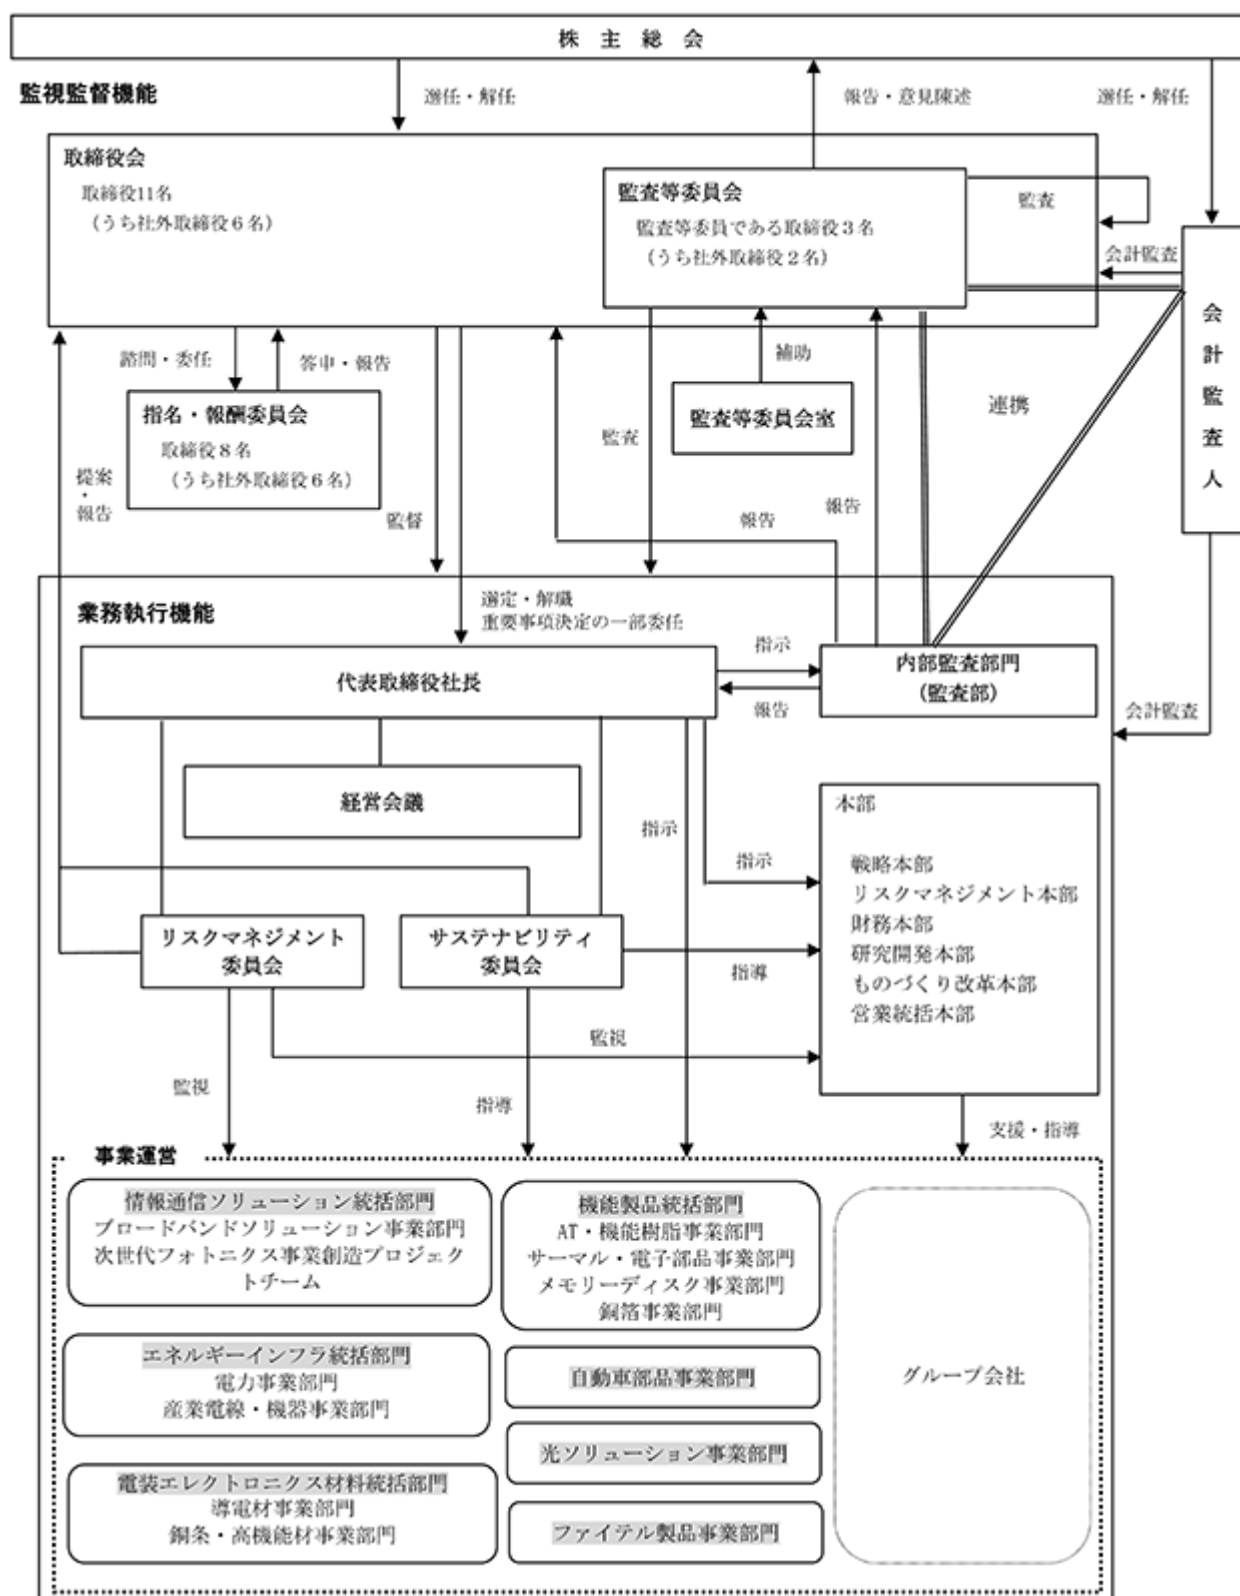 株主総会
監視監督機能
選任・解任
報告・意見陳述
選任・解任
取締役会
取締役11名
（うち社外取締役６名）
監査等委員会
監査等委員である取締役３名
（うち社外取締役２名）
監査
会計監査
会計監査人
諮問・委任
答申・報告
補助
指名・報酬委員会
取締役８名
（うち社外取締役６名）
監査等委員会室
連携
監査
提案・報告
監督
報告
報告
業務執行機能
選定・解職
重要事項決定の一部委任
指示
代表取締役社長
内部監査部門
（監査部）
報告
会計監査
経営会議
指示
指示
本部
戦略本部
リスクマネジメント本部
財務本部
研究開発本部
ものづくり改革本部
営業統括本部
リスクマネジメント
委員会
サステナビリティ
委員会
指導
監視
監視
指導
支援・指導
事業運営
情報通信ソリューション統括部門
ブロードバンドソリューション事業部門
次世代フォトニクス事業創造プロジェク
トチーム
機能製品統括部門
AT・機能樹脂事業部門
サーマル・電子部品事業部門
メモリーディスク事業部門
銅箔事業部門
エネルギーインフラ統括部門
電力事業部門
産業電線・機器事業部門
自動車部品事業部門
グループ会社
光ソリューション事業部門
電装エレクトロニクス材料統括部門
導電材事業部門
銅条・高機能材事業部門
ファイテル製品事業部門